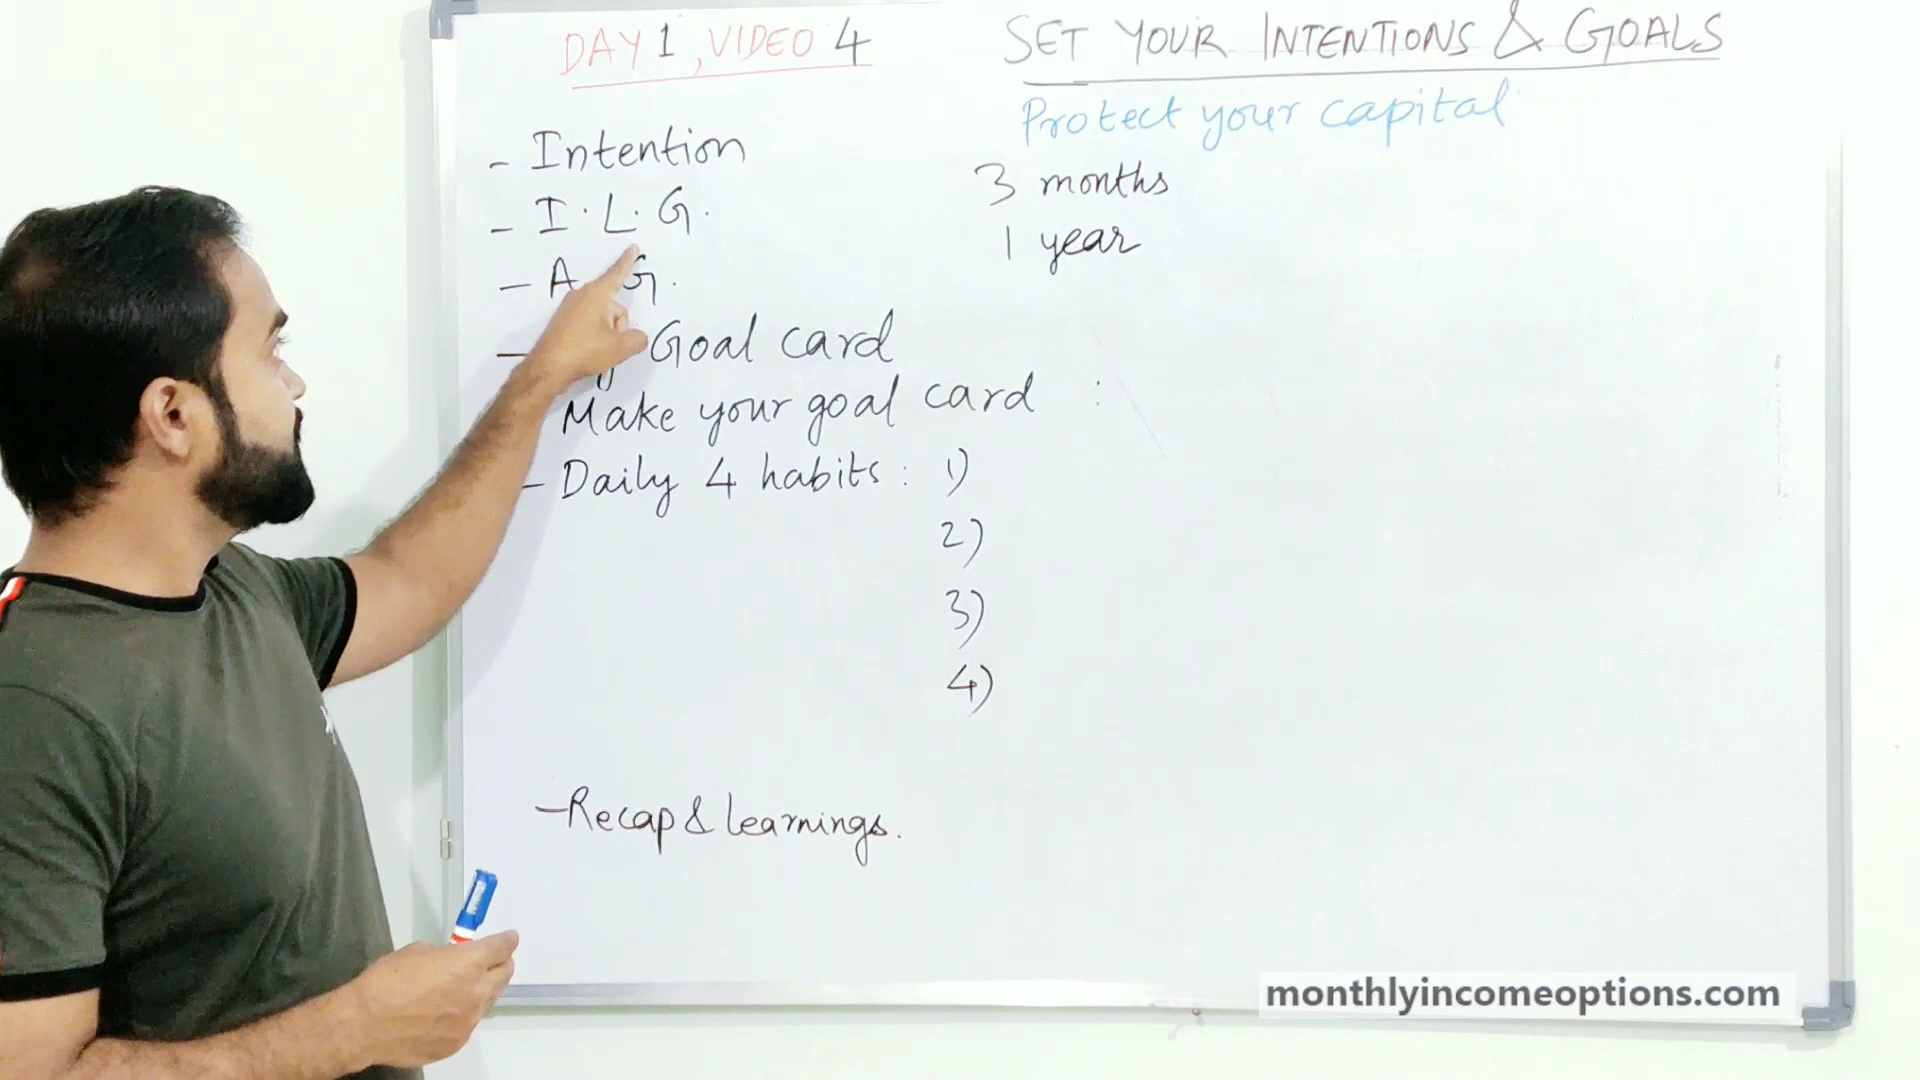 DAY 1, VIDEO 4
SET YOUR INTENTIONS & GOALS
Protect your capital
- Intention
3 months
- I. L. G.
1 year
- A G.
- Goal card
Make your goal card :
- Daily 4 habits : 1)
2)
3)
4)
- Recap & learnings.
monthlyincomeoptions.com